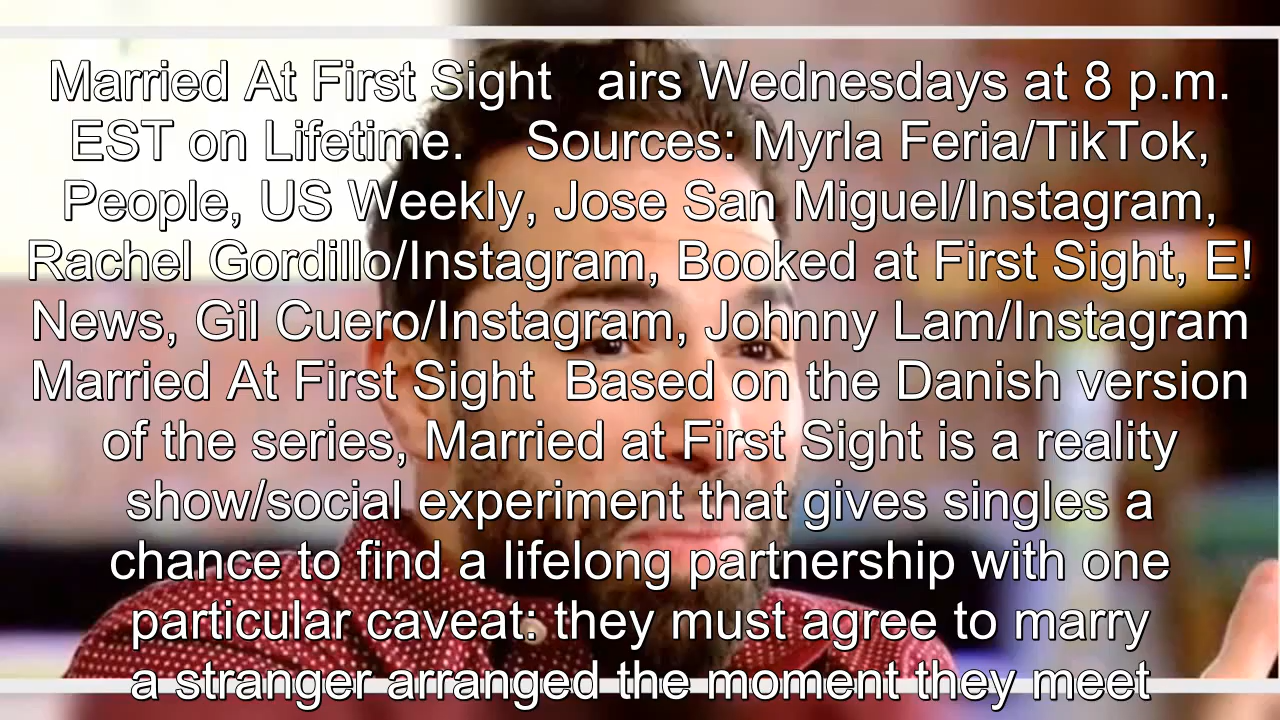 Married At First Sight   airs Wednesdays at 8 p.m.
EST on Lifetime.    Sources: Myrla Feria/TikTok,
People, US Weekly, Jose San Miguel/Instagram,
Rachel Gordillo/Instagram, Booked at First Sight, E!
News, Gil Cuero/Instagram, Johnny Lam/Instagram
Married At First Sight  Based on the Danish version
of the series, Married at First Sight is a reality
show/social experiment that gives singles a
chance to find a lifelong partnership with one
particular caveat: they must agree to marry
a stranger arranged the moment they meet